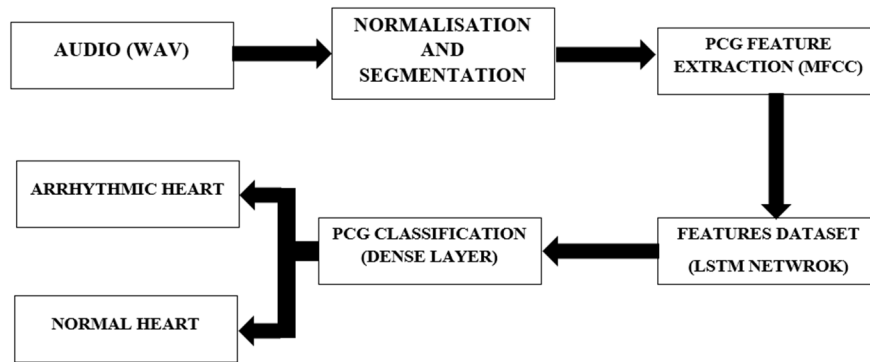 AUDIO (WAV)
NORMALISATION
AND
SEGMENTATION
PCG FEATURE
EXTRACTION (MFCC)
FEATURES DATASET
(LSTM NETWROK)
PCG CLASSIFICATION
(DENSE LAYER)
ARRHYTHMIC HEART
NORMAL HEART